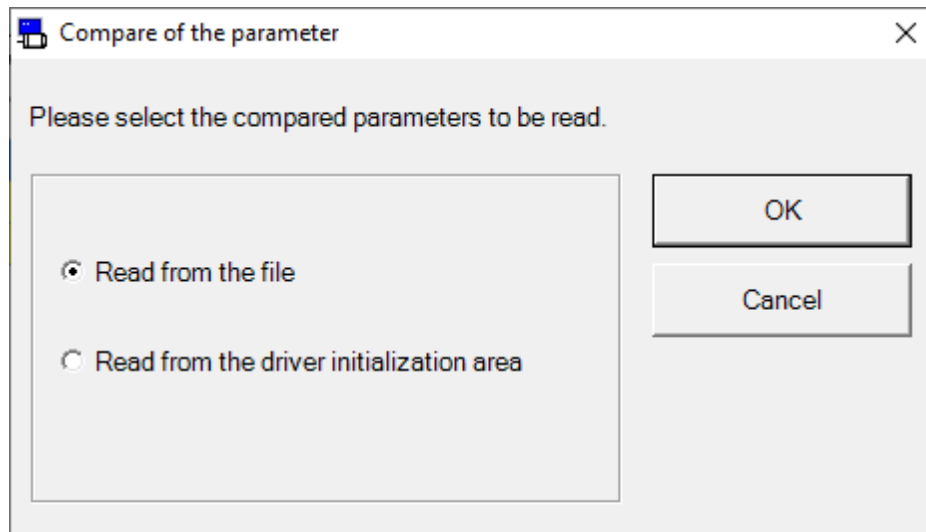 Compare of the parameter
Please select the compared parameters to be read.
Read from the file
Read from the driver initialization area
OK
Cancel